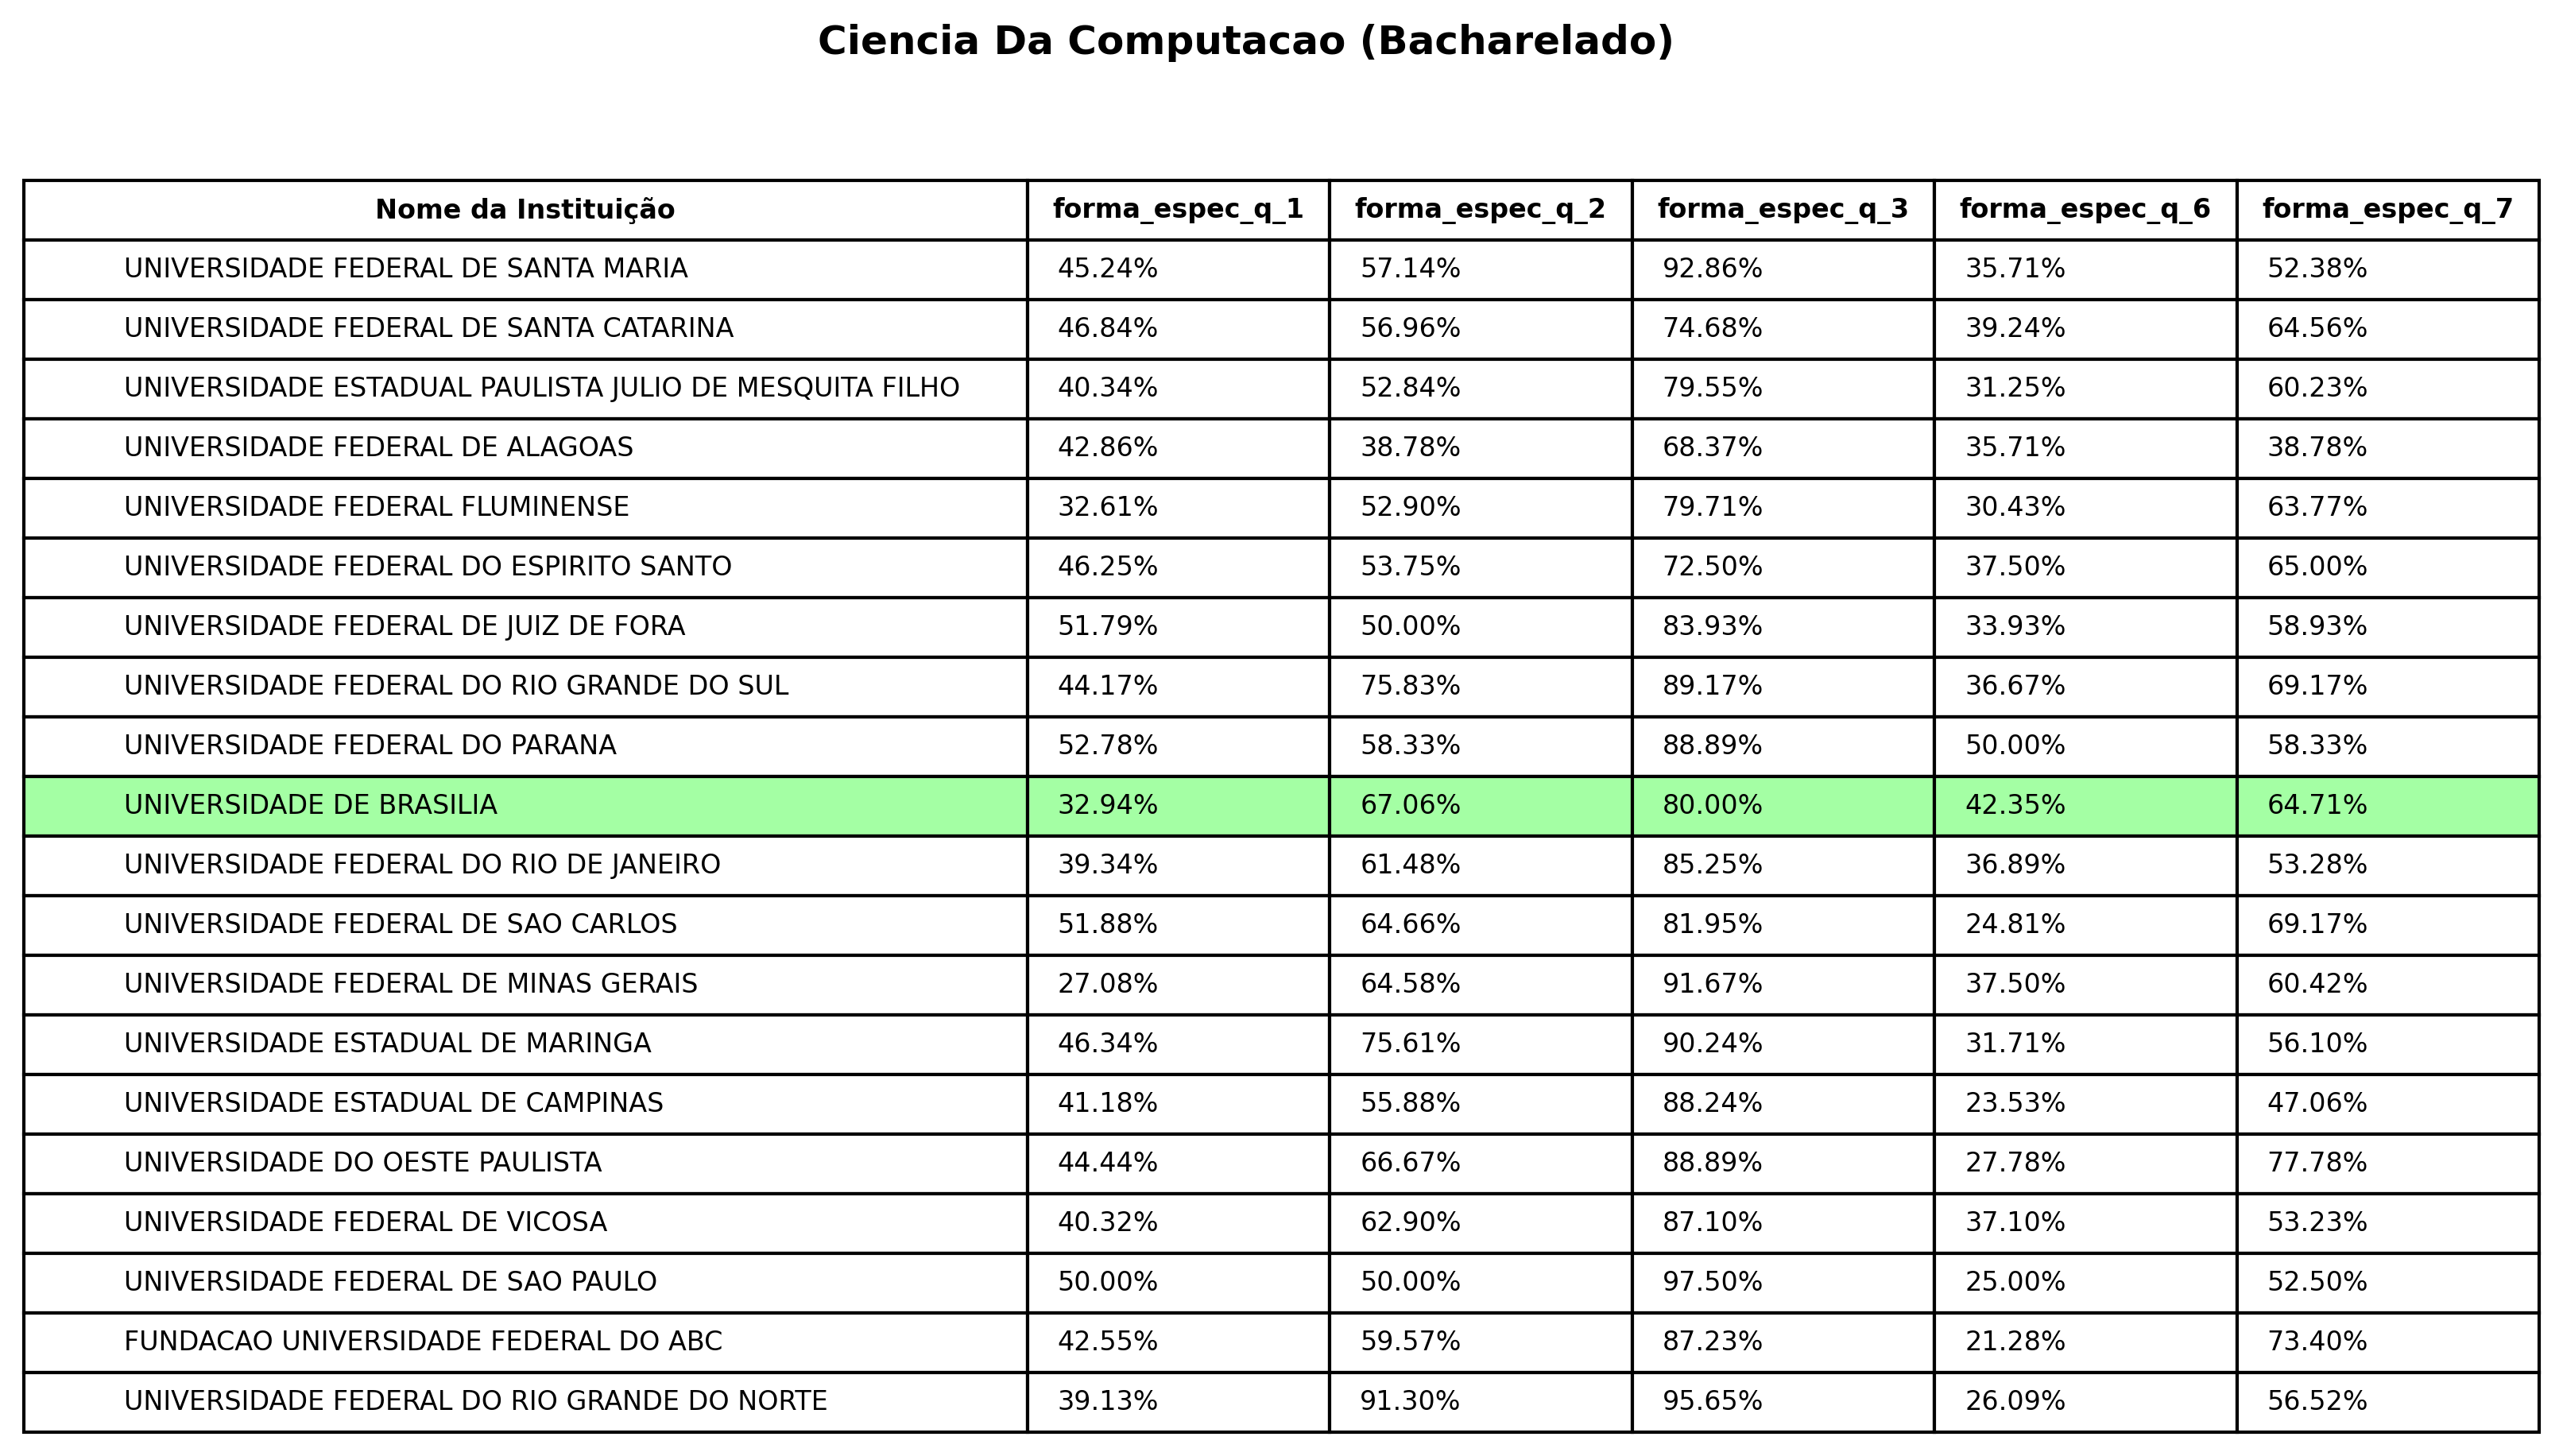 Ciencia Da Computacao (Bacharelado)
Nome da Instituição forma_espec_q_1 forma_espec_q_2 forma_espec_q_3 forma_espec_q_6 forma_espec_q_7
UNIVERSIDADE FEDERAL DE SANTA MARIA 45.24% 57.14% 92.86% 35.71% 52.38%
UNIVERSIDADE FEDERAL DE SANTA CATARINA 46.84% 56.96% 74.68% 39.24% 64.56%
UNIVERSIDADE ESTADUAL PAULISTA JULIO DE MESQUITA FILHO 40.34% 52.84% 79.55% 31.25% 60.23%
UNIVERSIDADE FEDERAL DE ALAGOAS 42.86% 38.78% 68.37% 35.71% 38.78%
UNIVERSIDADE FEDERAL FLUMINENSE 32.61% 52.90% 79.71% 30.43% 63.77%
UNIVERSIDADE FEDERAL DO ESPIRITO SANTO 46.25% 53.75% 72.50% 37.50% 65.00%
UNIVERSIDADE FEDERAL DE JUIZ DE FORA 51.79% 50.00% 83.93% 33.93% 58.93%
UNIVERSIDADE FEDERAL DO RIO GRANDE DO SUL 44.17% 75.83% 89.17% 36.67% 69.17%
UNIVERSIDADE FEDERAL DO PARANA 52.78% 58.33% 88.89% 50.00% 58.33%
UNIVERSIDADE DE BRASILIA 32.94% 67.06% 80.00% 42.35% 64.71%
UNIVERSIDADE FEDERAL DO RIO DE JANEIRO 39.34% 61.48% 85.25% 36.89% 53.28%
UNIVERSIDADE FEDERAL DE SAO CARLOS 51.88% 64.66% 81.95% 24.81% 69.17%
UNIVERSIDADE FEDERAL DE MINAS GERAIS 27.08% 64.58% 91.67% 37.50% 60.42%
UNIVERSIDADE ESTADUAL DE MARINGA 46.34% 75.61% 90.24% 31.71% 56.10%
UNIVERSIDADE ESTADUAL DE CAMPINAS 41.18% 55.88% 88.24% 23.53% 47.06%
UNIVERSIDADE DO OESTE PAULISTA 44.44% 66.67% 88.89% 27.78% 77.78%
UNIVERSIDADE FEDERAL DE VICOSA 40.32% 62.90% 87.10% 37.10% 53.23%
UNIVERSIDADE FEDERAL DE SAO PAULO 50.00% 50.00% 97.50% 25.00% 52.50%
FUNDACAO UNIVERSIDADE FEDERAL DO ABC 42.55% 59.57% 87.23% 21.28% 73.40%
UNIVERSIDADE FEDERAL DO RIO GRANDE DO NORTE 39.13% 91.30% 95.65% 26.09% 56.52%